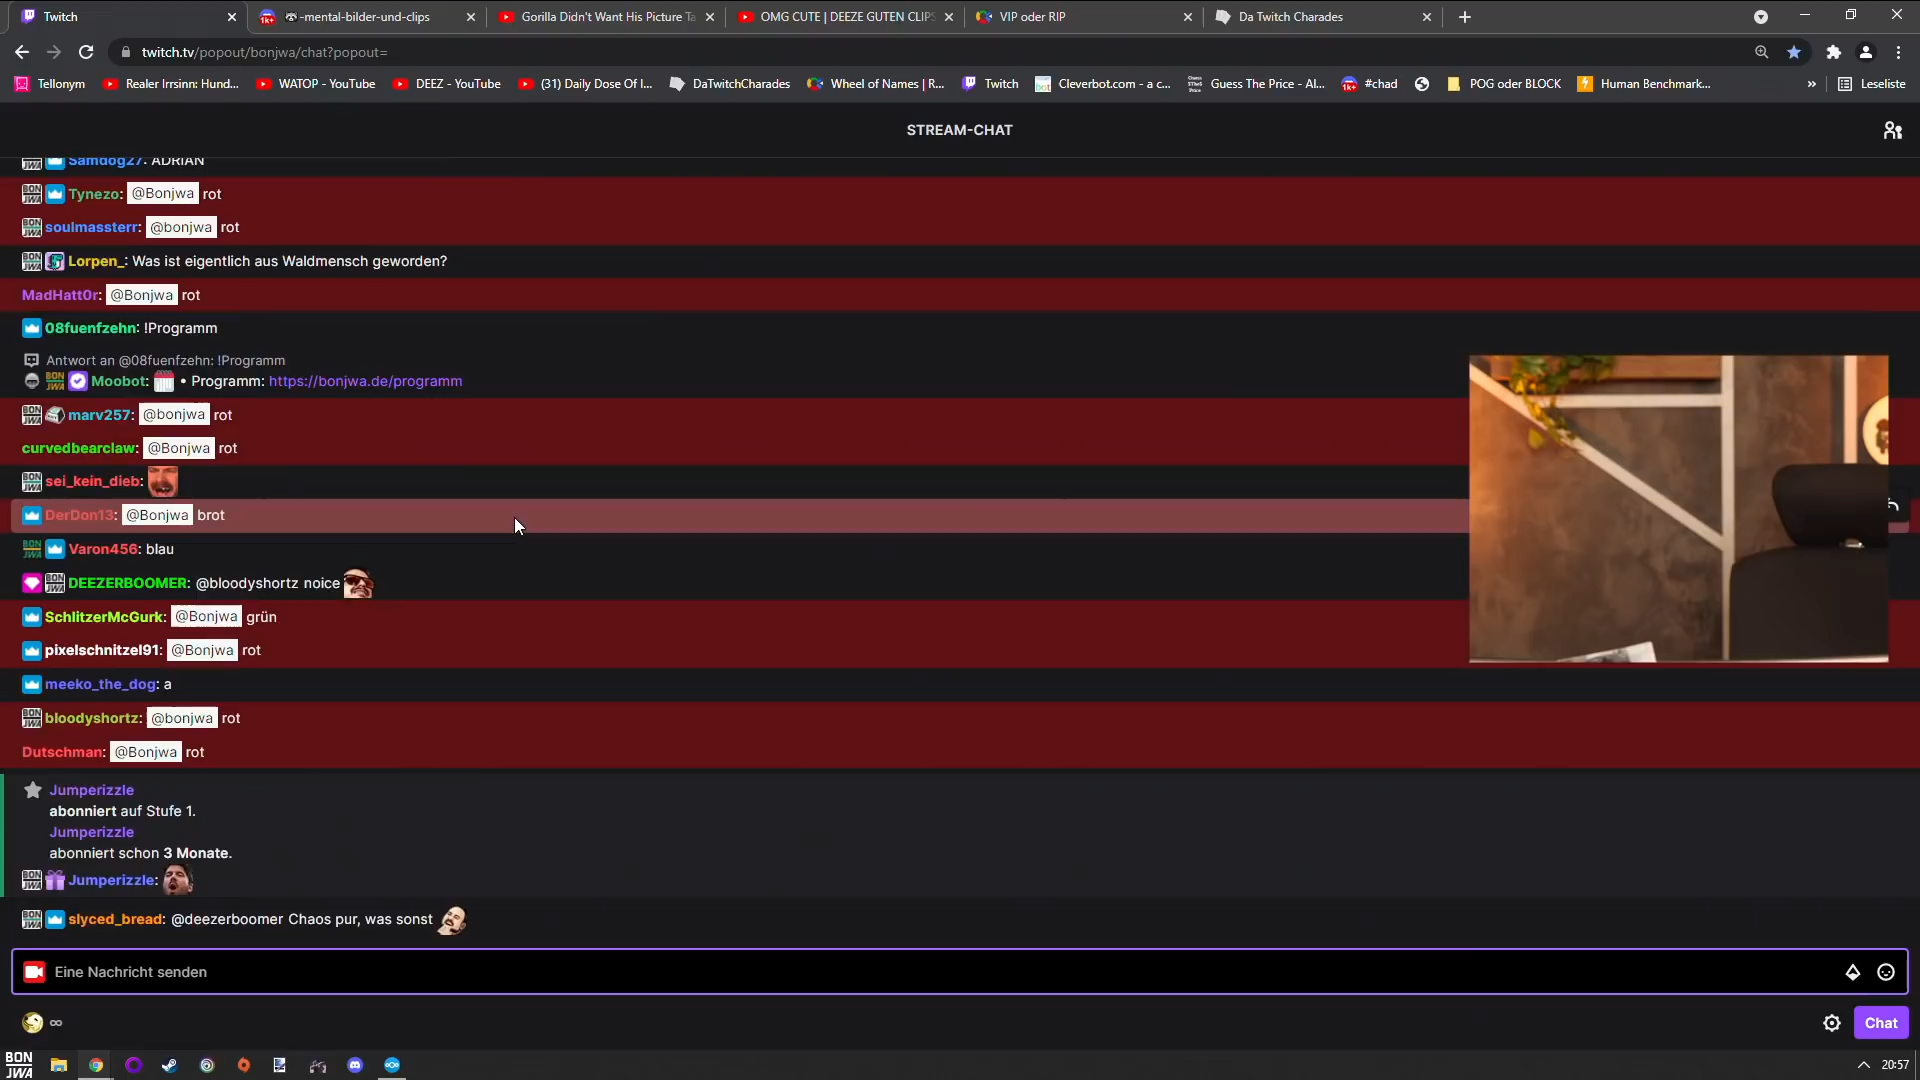 Twitch
-mental-bilder-und-clips
Gorilla Didn't Want His Picture Ta
OMG CUTE | DEEZE GUTEN CLIPS
VIP oder RIP
Da Twitch Charades
twitch.tv/popout/bonjwa/chat?popout=
Tellonym
Realer Irrsinn: Hund...
WATOP - YouTube
DEEZ - YouTube
(31) Daily Dose Of I...
DaTwitchCharades
Wheel of Names | R...
Twitch
Cleverbot.com - a c...
Guess The Price - Al...
#chad
POG oder BLOCK
Human Benchmark...
»
Leseliste
STREAM-CHAT
Samdog27: ADRIAN
Tynezo: @Bonjwa rot
soulmassterr: @bonjwa rot
Lorpen_: Was ist eigentlich aus Waldmensch geworden?
MadHatt0r: @Bonjwa rot
08fuenfzehn: !Programm
Antwort an @08fuenfzehn: !Programm
Moobot: • Programm: https://bonjwa.de/programm
marv257: @bonjwa rot
curvedbearclaw: @Bonjwa rot
sei_kein_dieb:
DerDon13: @Bonjwa brot
Varon456: blau
DEEZERBOOMER: @bloodyshortz noice
SchlitzerMcGurk: @Bonjwa grün
pixelschnitzel91: @Bonjwa rot
meeko_the_dog: a
bloodyshortz: @bonjwa rot
Dutschman: @Bonjwa rot
Jumperizzle
abonniert auf Stufe 1.
Jumperizzle
abonniert schon 3 Monate.
Jumperizzle:
slyced_bread: @deezerboomer Chaos pur, was sonst
Eine Nachricht senden
∞
Chat
BON
JWA
20:57